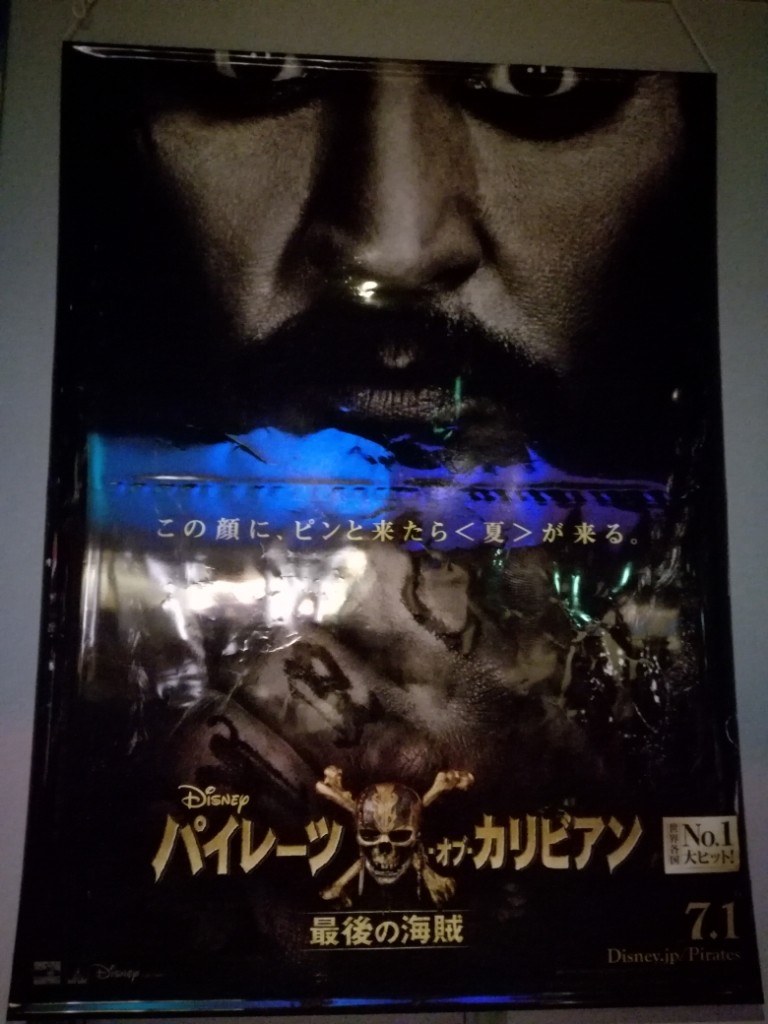 この顔に、ピンと来たら＜夏＞が来る。
Disney
パイレーツ・オブ・カリビアン
最後の海賊
世界各国
No.1
大ヒット!
7.1
Disney.jp/Pirates
Disney